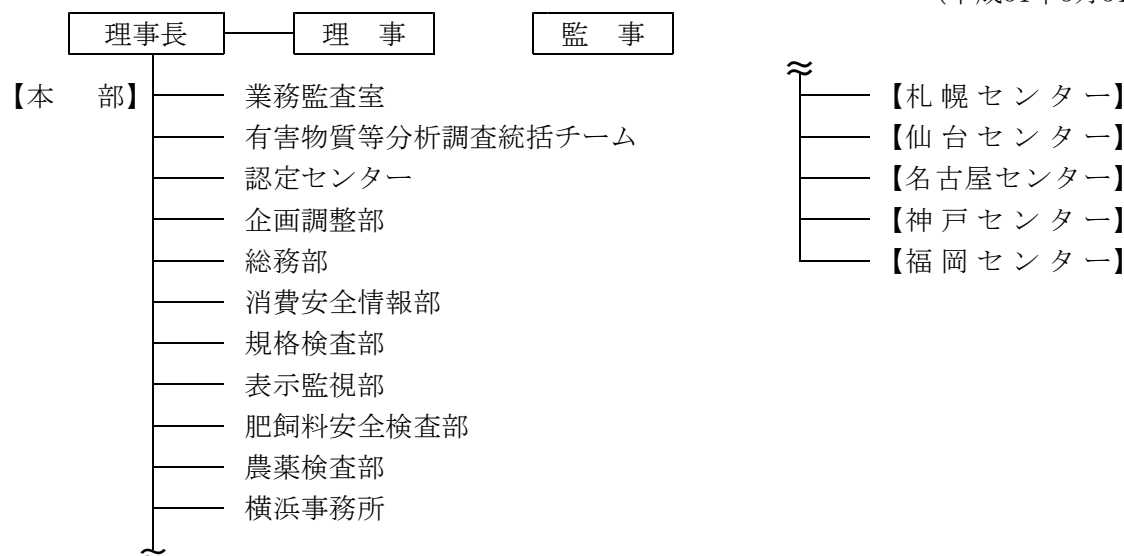 理事長 理 事 監 事
【本 部】 業務監査室
有害物質等分析調査統括チーム
認定センター
企画調整部
総務部
消費安全情報部
規格検査部
表示監視部
肥飼料安全検査部
農薬検査部
横浜事務所
【札幌センター】
【仙台センター】
【名古屋センター】
【神戸センター】
【福岡センター】